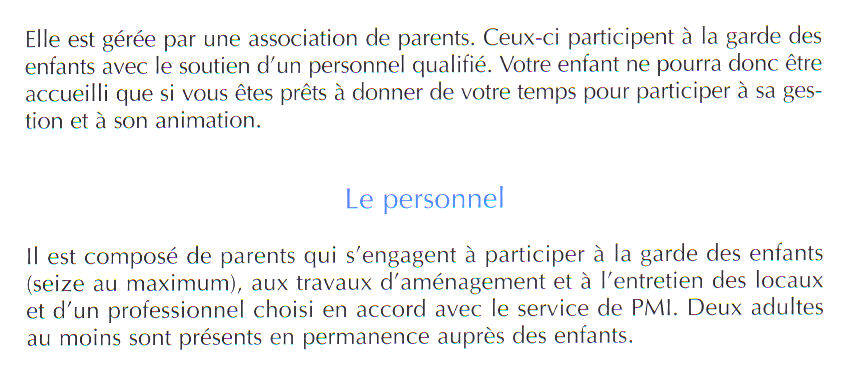 Elle est gérée par une association de parents. Ceux-ci participent à la garde des
enfants avec le soutien d'un personnel qualifié. Votre enfant ne pourra donc être
accueilli que si vous êtes prêts à donner de votre temps pour participer à sa ges-
tion et à son animation.
Le personnel
Il est composé de parents qui s'engagent à participer à la garde des enfants
(seize au maximum), aux travaux d'aménagement et à l'entretien des locaux
et d'un professionnel choisi en accord avec le service de PMI. Deux adultes
au moins sont présents en permanence auprès des enfants.